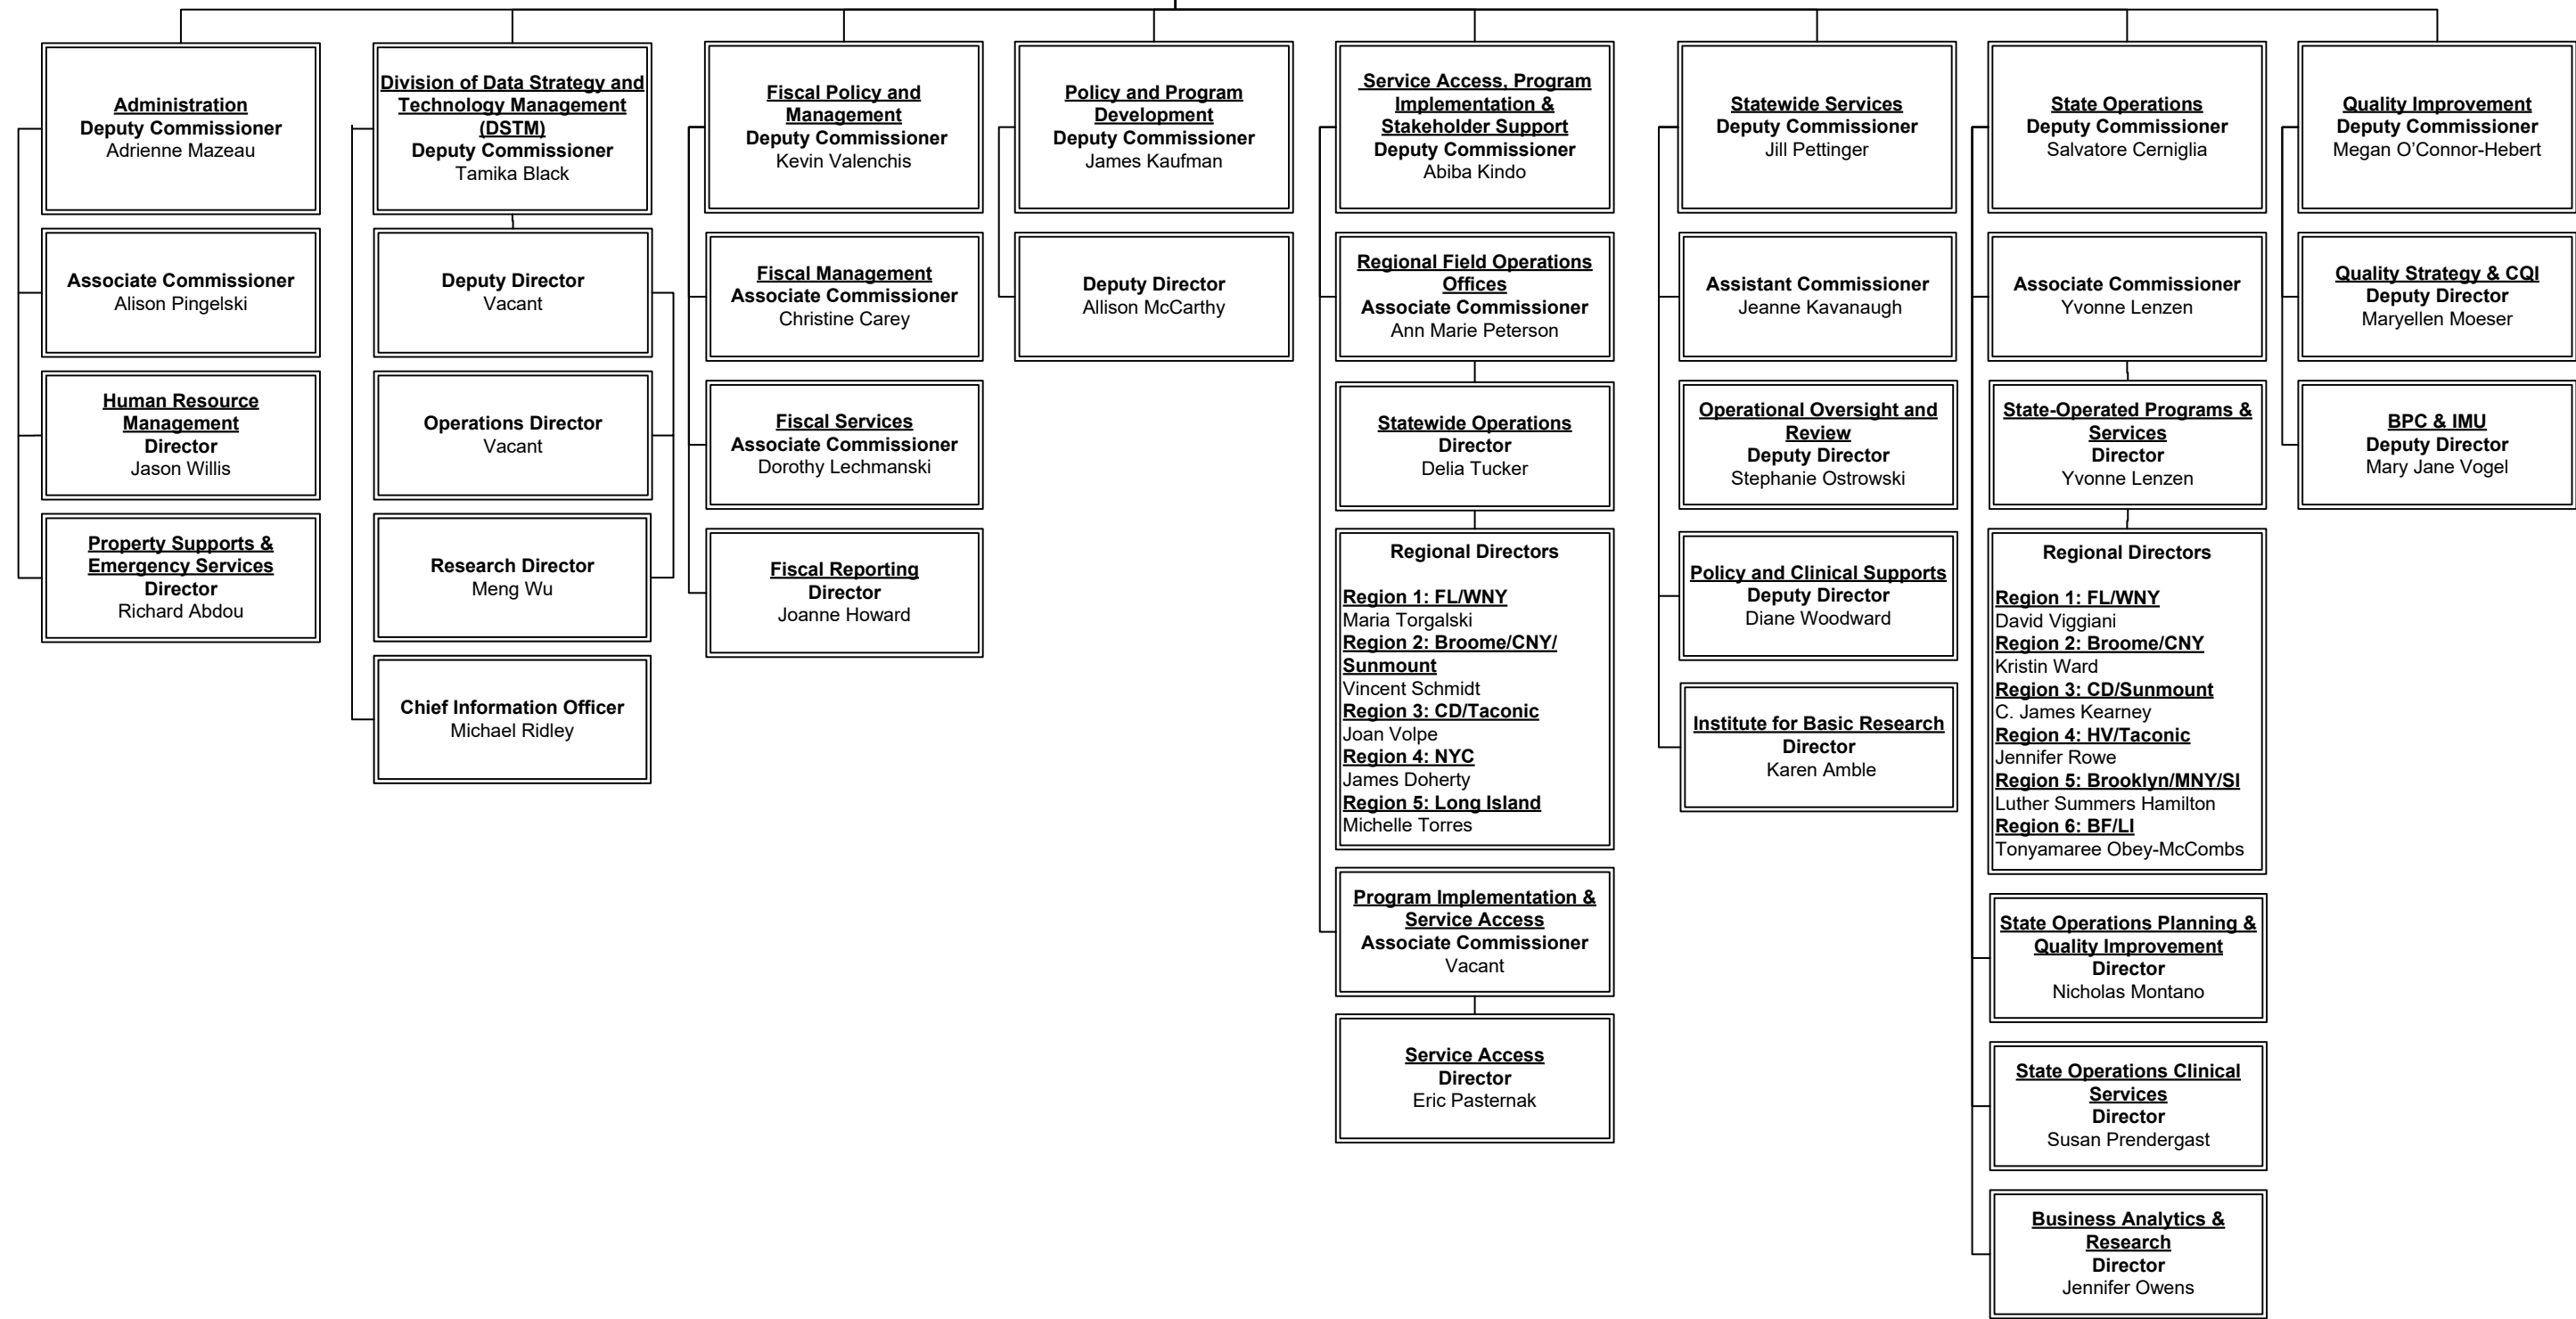 Administration
Deputy Commissioner
Adrienne Mazeau
Associate Commissioner
Alison Pingelski
Human Resource
Management
Director
Jason Willis
Property Supports &
Emergency Services
Director
Richard Abdou
Division of Data Strategy and
Technology Management
(DSTM)
Deputy Commissioner
Tamika Black
Deputy Director
Vacant
Operations Director
Vacant
Research Director
Meng Wu
Chief Information Officer
Michael Ridley
Fiscal Policy and
Management
Deputy Commissioner
Kevin Valenchis
Fiscal Management
Associate Commissioner
Christine Carey
Fiscal Services
Associate Commissioner
Dorothy Lechmanski
Fiscal Reporting
Director
Joanne Howard
Policy and Program
Development
Deputy Commissioner
James Kaufman
Deputy Director
Allison McCarthy
Service Access, Program
Implementation &
Stakeholder Support
Deputy Commissioner
Abiba Kindo
Regional Field Operations
Offices
Associate Commissioner
Ann Marie Peterson
Statewide Operations
Director
Delia Tucker
Regional Directors
Region 1: FL/WNY
Maria Torgalski
Region 2: Broome/CNY/
Sunmount
Vincent Schmidt
Region 3: CD/Taconic
Joan Volpe
Region 4: NYC
James Doherty
Region 5: Long Island
Michelle Torres
Program Implementation &
Service Access
Associate Commissioner
Vacant
Service Access
Director
Eric Pasternak
Statewide Services
Deputy Commissioner
Jill Pettinger
Assistant Commissioner
Jeanne Kavanaugh
Operational Oversight and
Review
Deputy Director
Stephanie Ostrowski
Policy and Clinical Supports
Deputy Director
Diane Woodward
Institute for Basic Research
Director
Karen Amble
State Operations
Deputy Commissioner
Salvatore Cerniglia
Associate Commissioner
Yvonne Lenzen
State-Operated Programs &
Services
Director
Yvonne Lenzen
Regional Directors
Region 1: FL/WNY
David Viggiani
Region 2: Broome/CNY
Kristin Ward
Region 3: CD/Sunmount
C. James Kearney
Region 4: HV/Taconic
Jennifer Rowe
Region 5: Brooklyn/MNY/SI
Luther Summers Hamilton
Region 6: BF/LI
Tonyamaree Obey-McCombs
State Operations Planning &
Quality Improvement
Director
Nicholas Montano
State Operations Clinical
Services
Director
Susan Prendergast
Business Analytics &
Research
Director
Jennifer Owens
Quality Improvement
Deputy Commissioner
Megan O’Connor-Hebert
Quality Strategy & CQI
Deputy Director
Maryellen Moeser
BPC & IMU
Deputy Director
Mary Jane Vogel